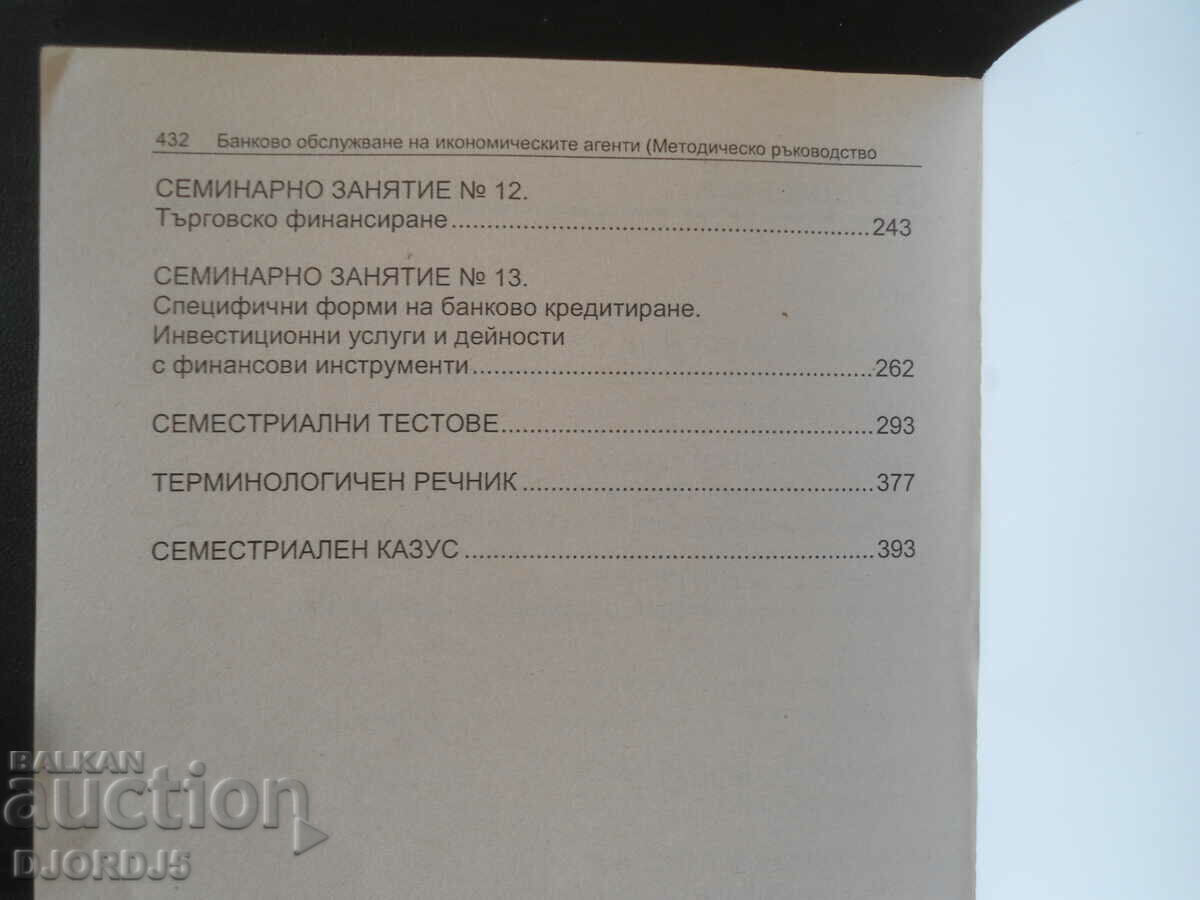 432 Банково обслужване на икономическите агенти (Методическо ръководство
СЕМИНАРНО ЗАНЯТИЕ № 12.
Търговско финансиране...............................................................243
СЕМИНАРНО ЗАНЯТИЕ № 13.
Специфични форми на банково кредитиране.
Инвестиционни услуги и дейности
с финансови инструменти............................................................262
СЕМЕСТРИАЛНИ ТЕСТОВЕ........................................................293
ТЕРМИНОЛОГИЧЕН РЕЧНИК.....................................................377
СЕМЕСТРИАЛЕН КАЗУС.............................................................393
BALKAN
auction
DJORDJ5